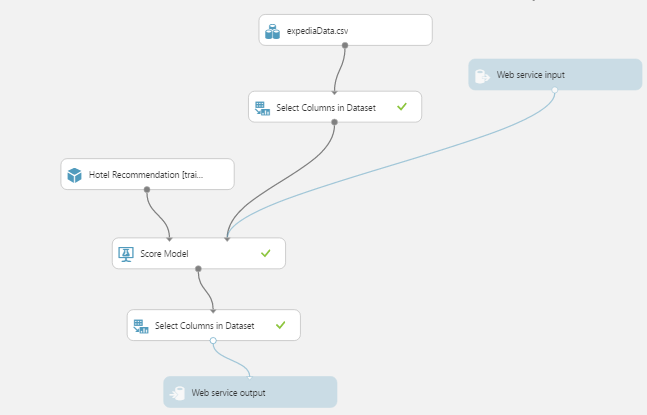 expediaData.csv
Web service input
Select Columns in Dataset
Hotel Recommendation [trai...
Score Model
Select Columns in Dataset
Web service output